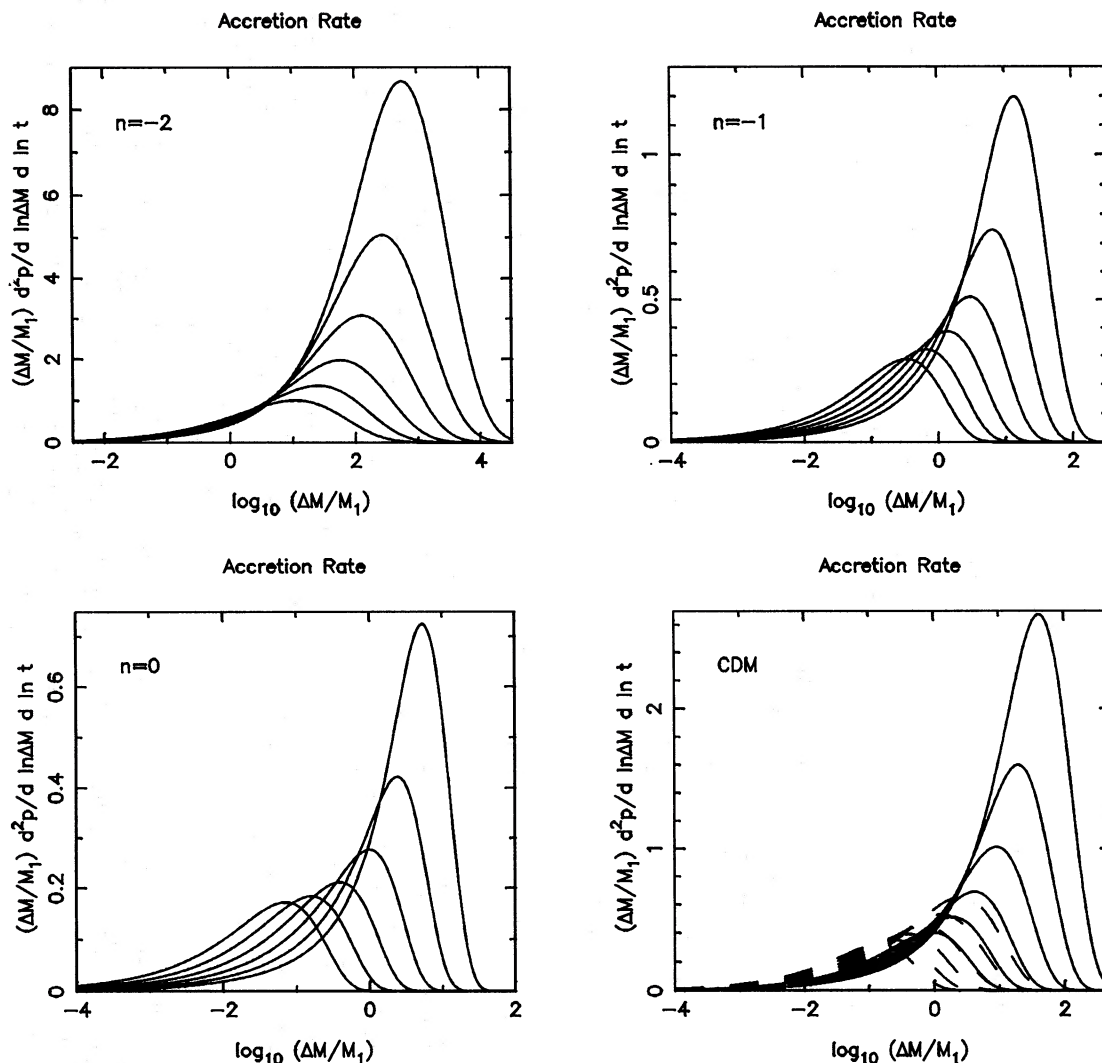 Accretion Rate
(ΔM/M₁) d²p/d lnΔM d ln t
n=-2
8
6
4
2
0
-2 0 2 4
log₁₀ (ΔM/M₁)
Accretion Rate
(ΔM/M₁) d²p/d lnΔM d ln t
n=-1
1
0.5
0
-4 -2 0 2
log₁₀ (ΔM/M₁)
Accretion Rate
(ΔM/M₁) d²p/d lnΔM d ln t
n=0
0.6
0.4
0.2
0
-4 -2 0 2
log₁₀ (ΔM/M₁)
Accretion Rate
(ΔM/M₁) d²p/d lnΔM d ln t
CDM
2
1
0
-4 -2 0 2
log₁₀ (ΔM/M₁)